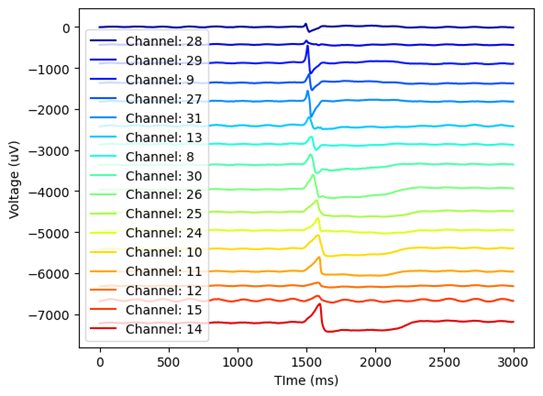 0
−1000
−2000
−3000
−4000
−5000
−6000
−7000
Voltage (uV)
Channel: 28
Channel: 29
Channel: 9
Channel: 27
Channel: 31
Channel: 13
Channel: 8
Channel: 30
Channel: 26
Channel: 25
Channel: 24
Channel: 10
Channel: 11
Channel: 12
Channel: 15
Channel: 14
0 500 1000 1500 2000 2500 3000
TIme (ms)